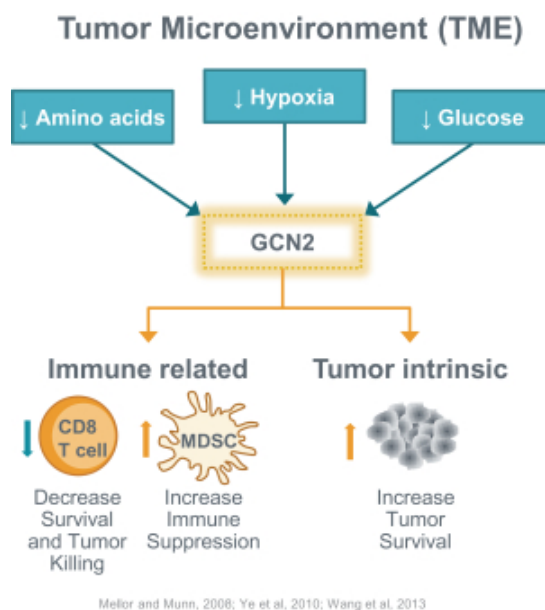 Tumor Microenvironment (TME)
↓ Amino acids
↓ Hypoxia
↓ Glucose
GCN2
Immune related
Tumor intrinsic
CD8
T cell
MDSC
Decrease
Survival
and Tumor
Killing
Increase
Immune
Suppression
Increase
Tumor
Survival
Mellor and Munn, 2008; Ye et al, 2010; Wang et al, 2013